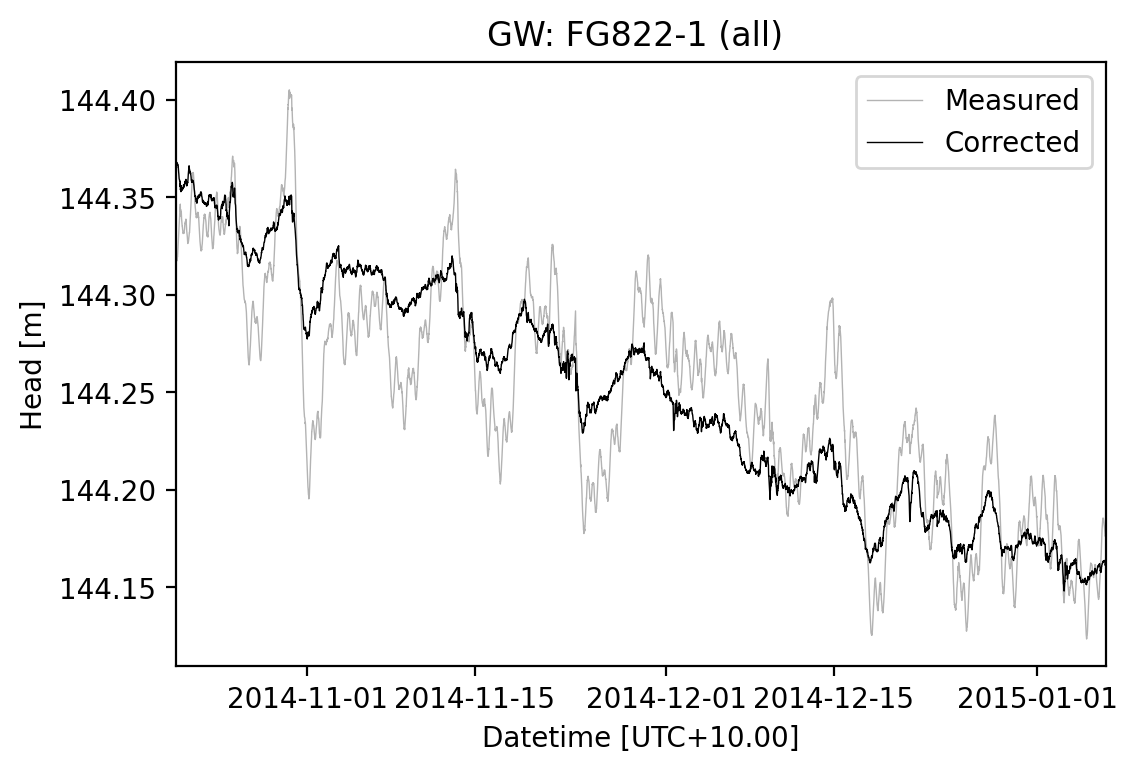 GW: FG822-1 (all)
Measured
Corrected
144.40
144.35
144.30
144.25
144.20
144.15
Head [m]
2014-11-01 2014-11-15 2014-12-01 2014-12-15 2015-01-01
Datetime [UTC+10.00]